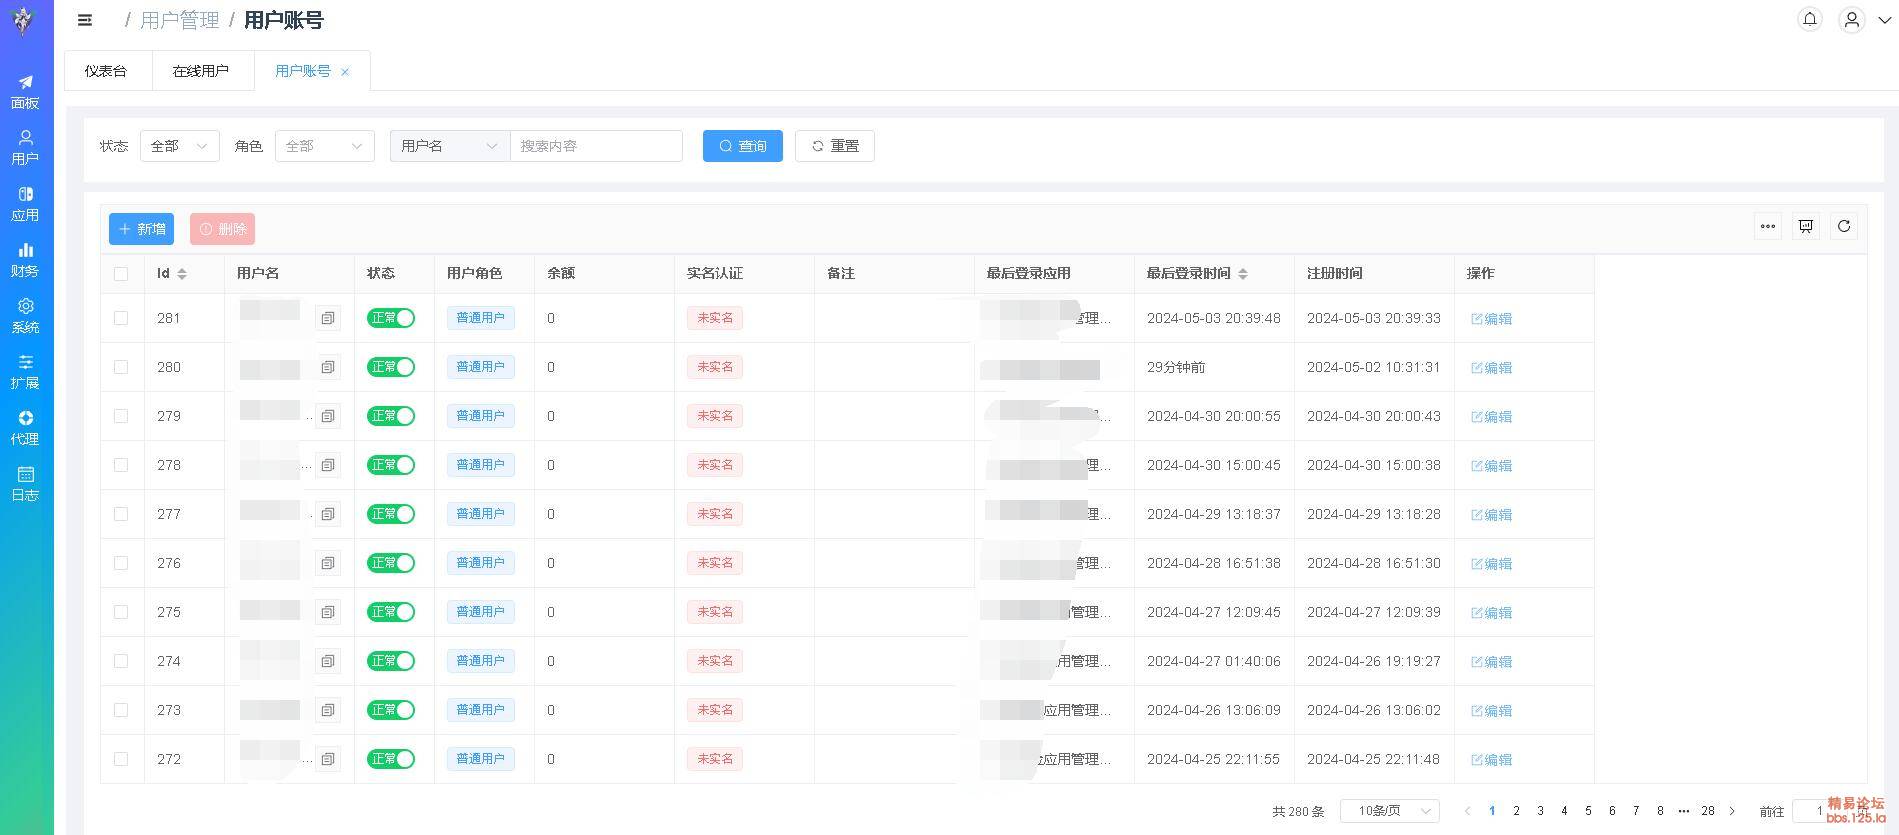 / 用户管理 / 用户账号
仪表台 在线用户 用户账号 ×
面板
用户
应用
财务
系统
扩展
代理
日志
状态 全部 角色 全部 用户名 搜索内容 查询 重置
新增 删除
Id 用户名 状态 用户角色 余额 实名认证 备注 最后登录应用 最后登录时间 注册时间 操作
281 正常 普通用户 0 未实名 管理... 2024-05-03 20:39:48 2024-05-03 20:39:33 编辑
280 正常 普通用户 0 未实名 29分钟前 2024-05-02 10:31:31 编辑
279 .. 正常 普通用户 0 未实名 ... 2024-04-30 20:00:55 2024-04-30 20:00:43 编辑
278 ... 正常 普通用户 0 未实名 理... 2024-04-30 15:00:45 2024-04-30 15:00:38 编辑
277 . 正常 普通用户 0 未实名 理... 2024-04-29 13:18:37 2024-04-29 13:18:28 编辑
276 正常 普通用户 0 未实名 管理... 2024-04-28 16:51:38 2024-04-28 16:51:30 编辑
275 正常 普通用户 0 未实名 管理... 2024-04-27 12:09:45 2024-04-27 12:09:39 编辑
274 正常 普通用户 0 未实名 用管理... 2024-04-27 01:40:06 2024-04-26 19:19:27 编辑
273 正常 普通用户 0 未实名 应用管理... 2024-04-26 13:06:09 2024-04-26 13:06:02 编辑
272 ... 正常 普通用户 0 未实名 应用管理... 2024-04-25 22:11:55 2024-04-25 22:11:48 编辑
共 280 条 10条/页 < 1 2 3 4 5 6 7 8 ... 28 > 前往 1 页
精易论坛
bbs.125.la